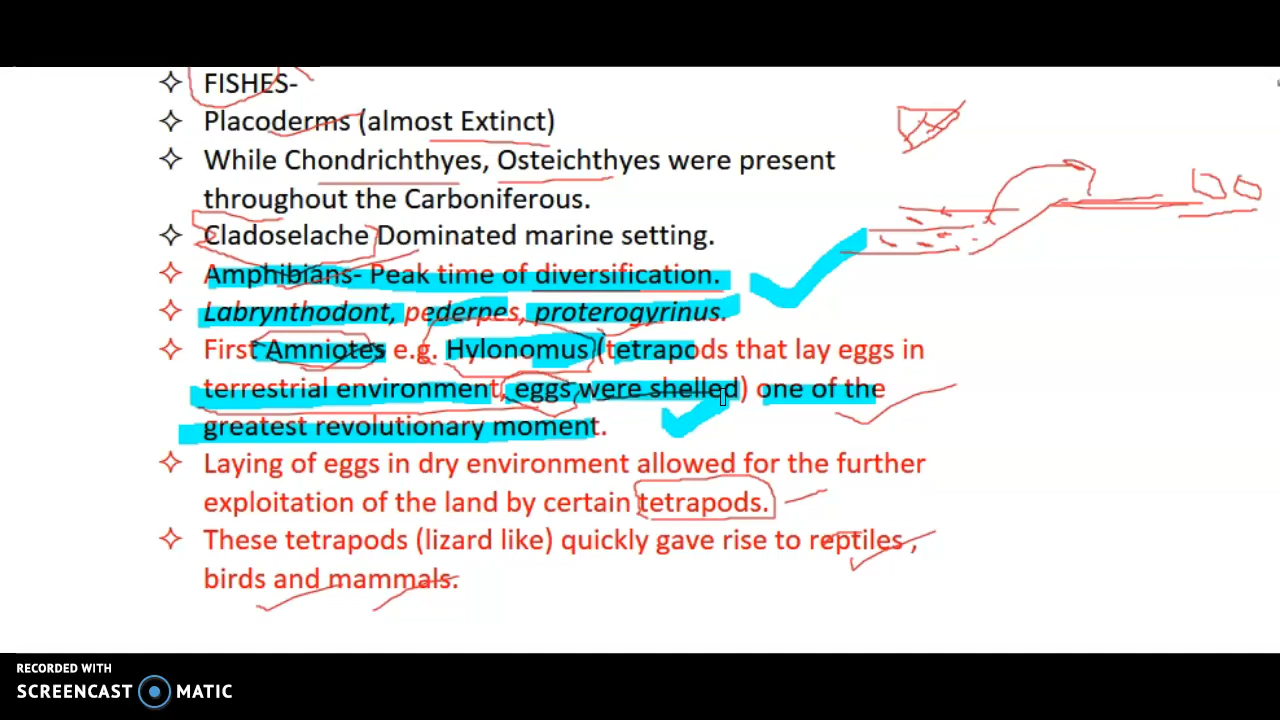 FISHES-
Placoderms (almost Extinct)
While Chondrichthyes, Osteichthyes were present
throughout the Carboniferous.
Cladoselache Dominated marine setting.
Amphibians- Peak time of diversification.
Labrynthodont, pederpes, proterogyrinus.
First Amniotes e.g. Hylonomus (tetrapods that lay eggs in
terrestrial environment, eggs were shelled) one of the
greatest revolutionary moment.
Laying of eggs in dry environment allowed for the further
exploitation of the land by certain tetrapods.
These tetrapods (lizard like) quickly gave rise to reptiles ,
birds and mammals.
RECORDED WITH
SCREENCAST MATIC